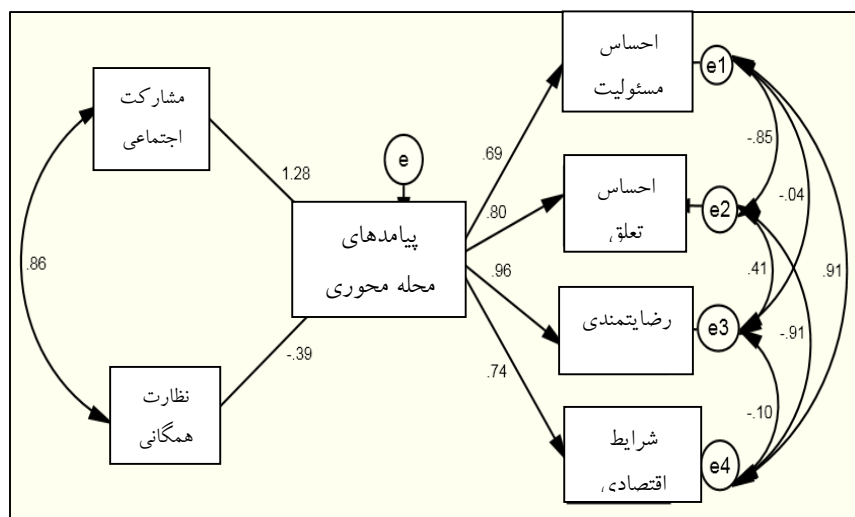 احساس
مسئولیت
e1
مشارکت
اجتماعی
-.85
.69
e
1.28
احساس
تعلق
e2
-.04
.80
پیامدهای
محله محوری
.86
.96
.41
.91
رضایتمندی
e3
-.91
-.39
.74
نظارت
همگانی
-.10
شرایط
اقتصادی
e4